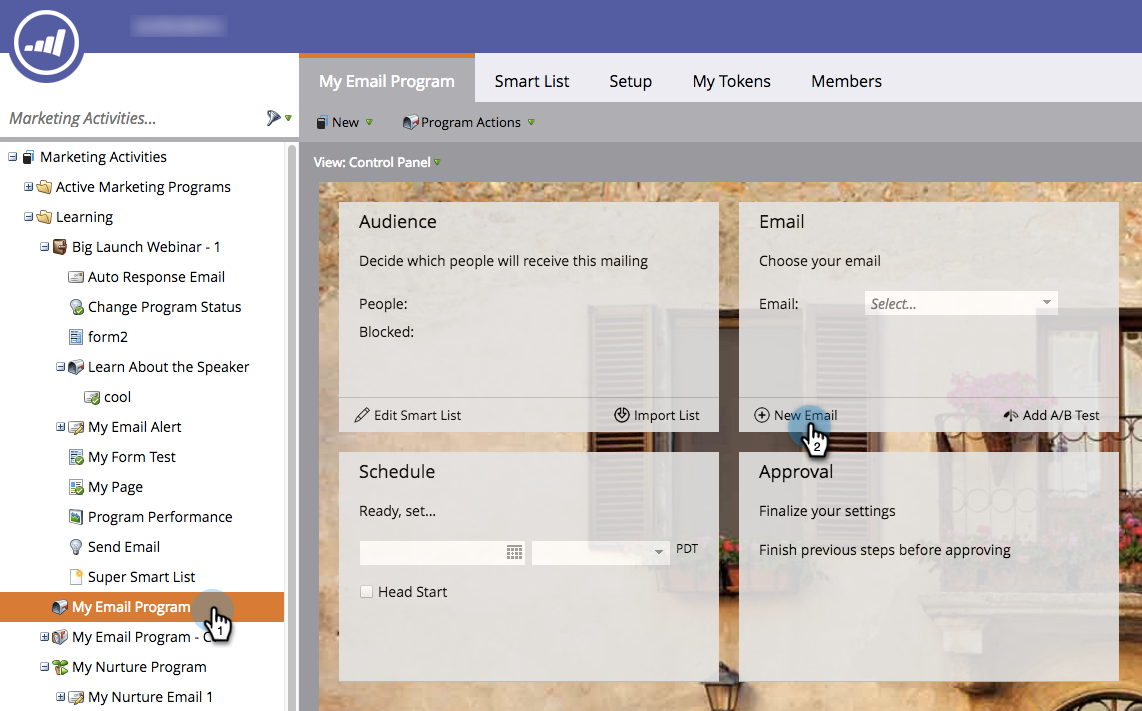 My Email Program
Smart List
Setup
My Tokens
Members
Marketing Activities...
New
Program Actions
View: Control Panel
Marketing Activities
Active Marketing Programs
Learning
Big Launch Webinar - 1
Auto Response Email
Change Program Status
form2
Learn About the Speaker
cool
My Email Alert
My Form Test
My Page
Program Performance
Send Email
Super Smart List
My Email Program
1
My Email Program -
My Nurture Program
My Nurture Email 1
Audience
Decide which people will receive this mailing
People:
Blocked:
Edit Smart List
Import List
Email
Choose your email
Email: Select...
New Email
2
Add A/B Test
Schedule
Ready, set...
PDT
Head Start
Approval
Finalize your settings
Finish previous steps before approving